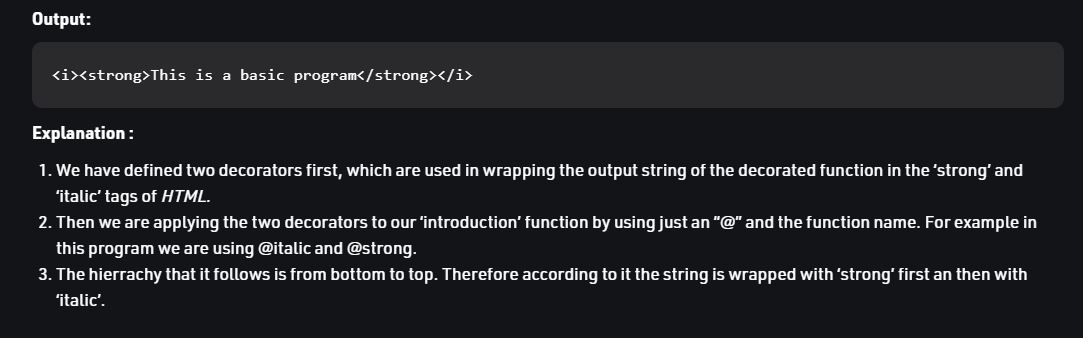 Output:
<i><strong>This is a basic program</strong></i>
Explanation :
1. We have defined two decorators first, which are used in wrapping the output string of the decorated function in the ‘strong’ and
‘italic’ tags of HTML.
2. Then we are applying the two decorators to our ‘introduction’ function by using just an “@” and the function name. For example in
this program we are using @italic and @strong.
3. The hierrachy that it follows is from bottom to top. Therefore according to it the string is wrapped with ‘strong’ first an then with
‘italic’.